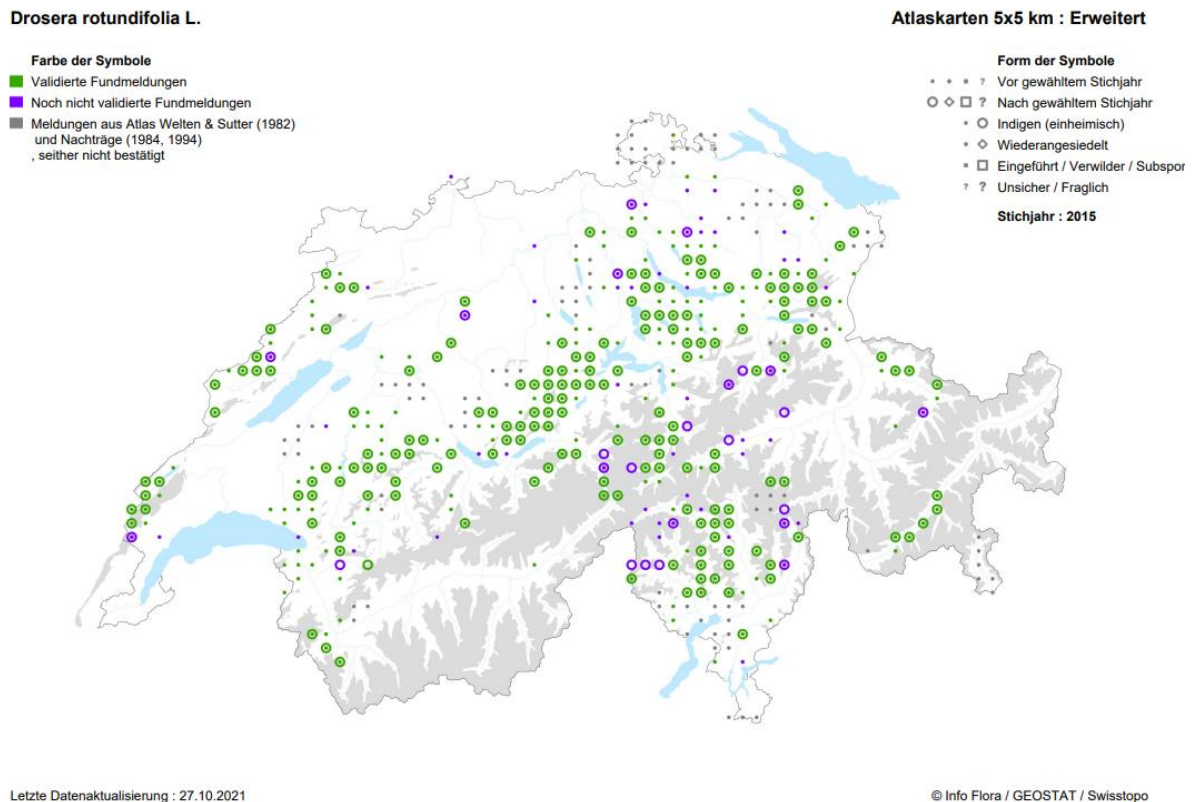 Drosera rotundifolia L.
Atlaskarten 5x5 km : Erweitert
Farbe der Symbole
Validierte Fundmeldungen
Noch nicht validierte Fundmeldungen
Meldungen aus Atlas Welten & Sutter (1982)
und Nachträge (1984, 1994)
, seither nicht bestätigt
Form der Symbole
? Vor gewähltem Stichjahr
? Nach gewähltem Stichjahr
Indigen (einheimisch)
Wiederangesiedelt
Eingeführt / Verwilder / Subspor
? ? Unsicher / Fraglich
Stichjahr : 2015
Letzte Datenaktualisierung : 27.10.2021
© Info Flora / GEOSTAT / Swisstopo